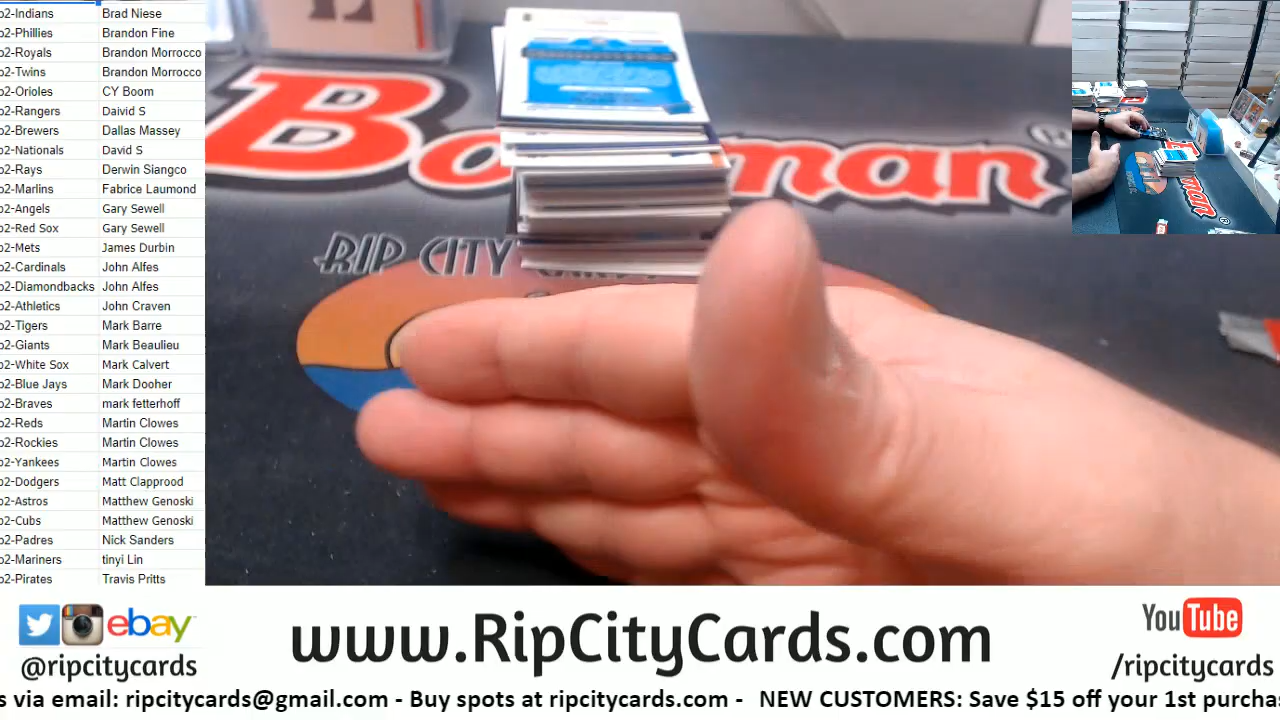 o2-Indians Brad Niese
o2-Phillies Brandon Fine
o2-Royals Brandon Morrocco
o2-Twins Brandon Morrocco
o2-Orioles CY Boom
o2-Rangers Daivid S
o2-Brewers Dallas Massey
o2-Nationals David S
o2-Rays Derwin Siangco
o2-Marlins Fabrice Laumond
o2-Angels Gary Sewell
o2-Red Sox Gary Sewell
o2-Mets James Durbin
o2-Cardinals John Alfes
o2-Diamondbacks John Alfes
o2-Athletics John Craven
o2-Tigers Mark Barre
o2-Giants Mark Beaulieu
o2-White Sox Mark Calvert
o2-Blue Jays Mark Dooher
o2-Braves mark fetterhoff
o2-Reds Martin Clowes
o2-Rockies Martin Clowes
o2-Yankees Martin Clowes
o2-Dodgers Matt Clapprood
o2-Astros Matthew Genoski
o2-Cubs Matthew Genoski
o2-Padres Nick Sanders
o2-Mariners tinyi Lin
o2-Pirates Travis Pritts
Bo man ®
RIP CITY
ebay
@ripcitycards
www.RipCityCards.com
YouTube
/ripcitycards
s via email: ripcitycards@gmail.com - Buy spots at ripcitycards.com - NEW CUSTOMERS: Save $15 off your 1st purcha